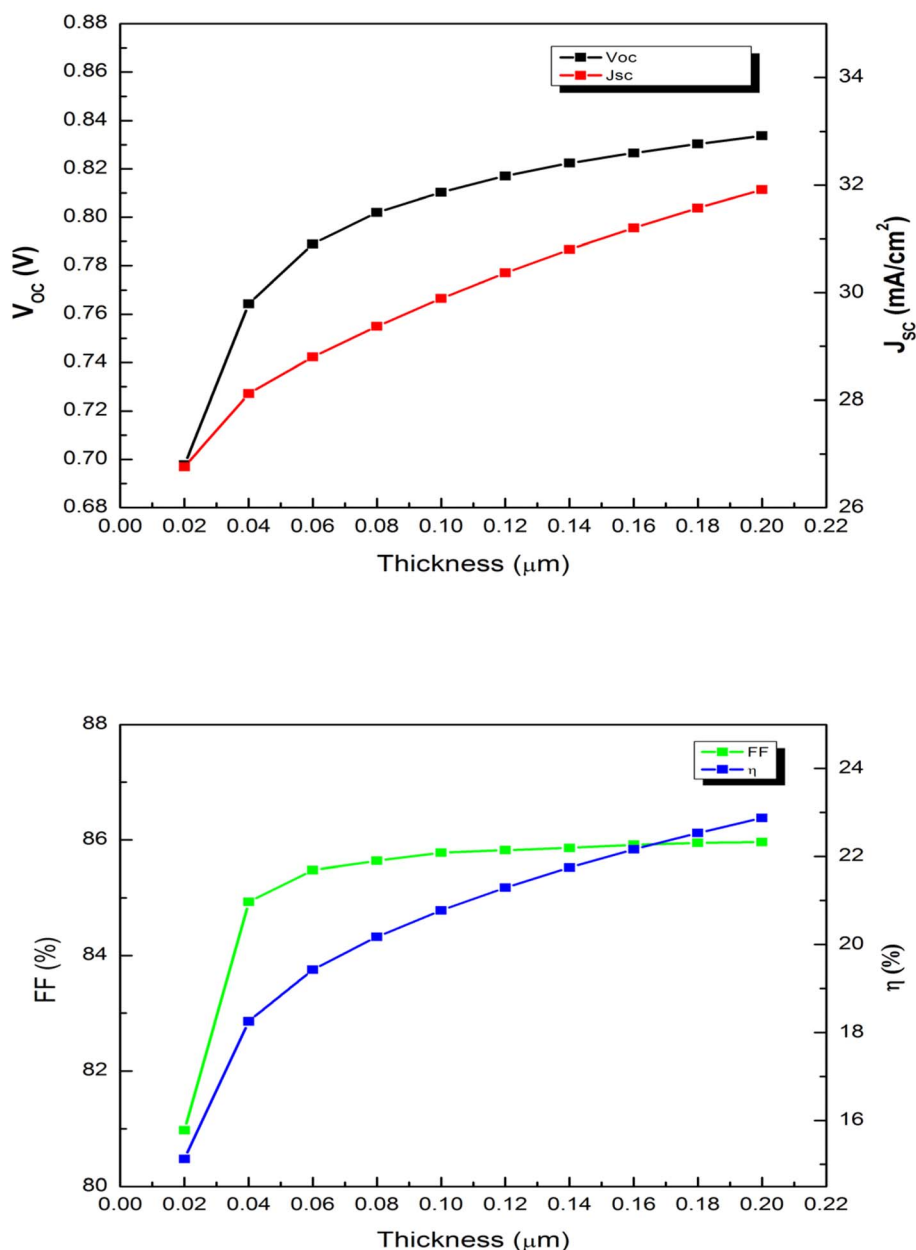 0.88
0.86
0.84
0.82
0.80
0.78
0.76
0.74
0.72
0.70
0.68
V_OC (V)
Voc
Jsc
34
32
30
28
26
J_SC (mA/cm²)
0.00 0.02 0.04 0.06 0.08 0.10 0.12 0.14 0.16 0.18 0.20 0.22
Thickness (μm)
88
86
84
82
80
FF (%)
FF
η
24
22
20
18
16
η (%)
0.00 0.02 0.04 0.06 0.08 0.10 0.12 0.14 0.16 0.18 0.20 0.22
Thickness (μm)